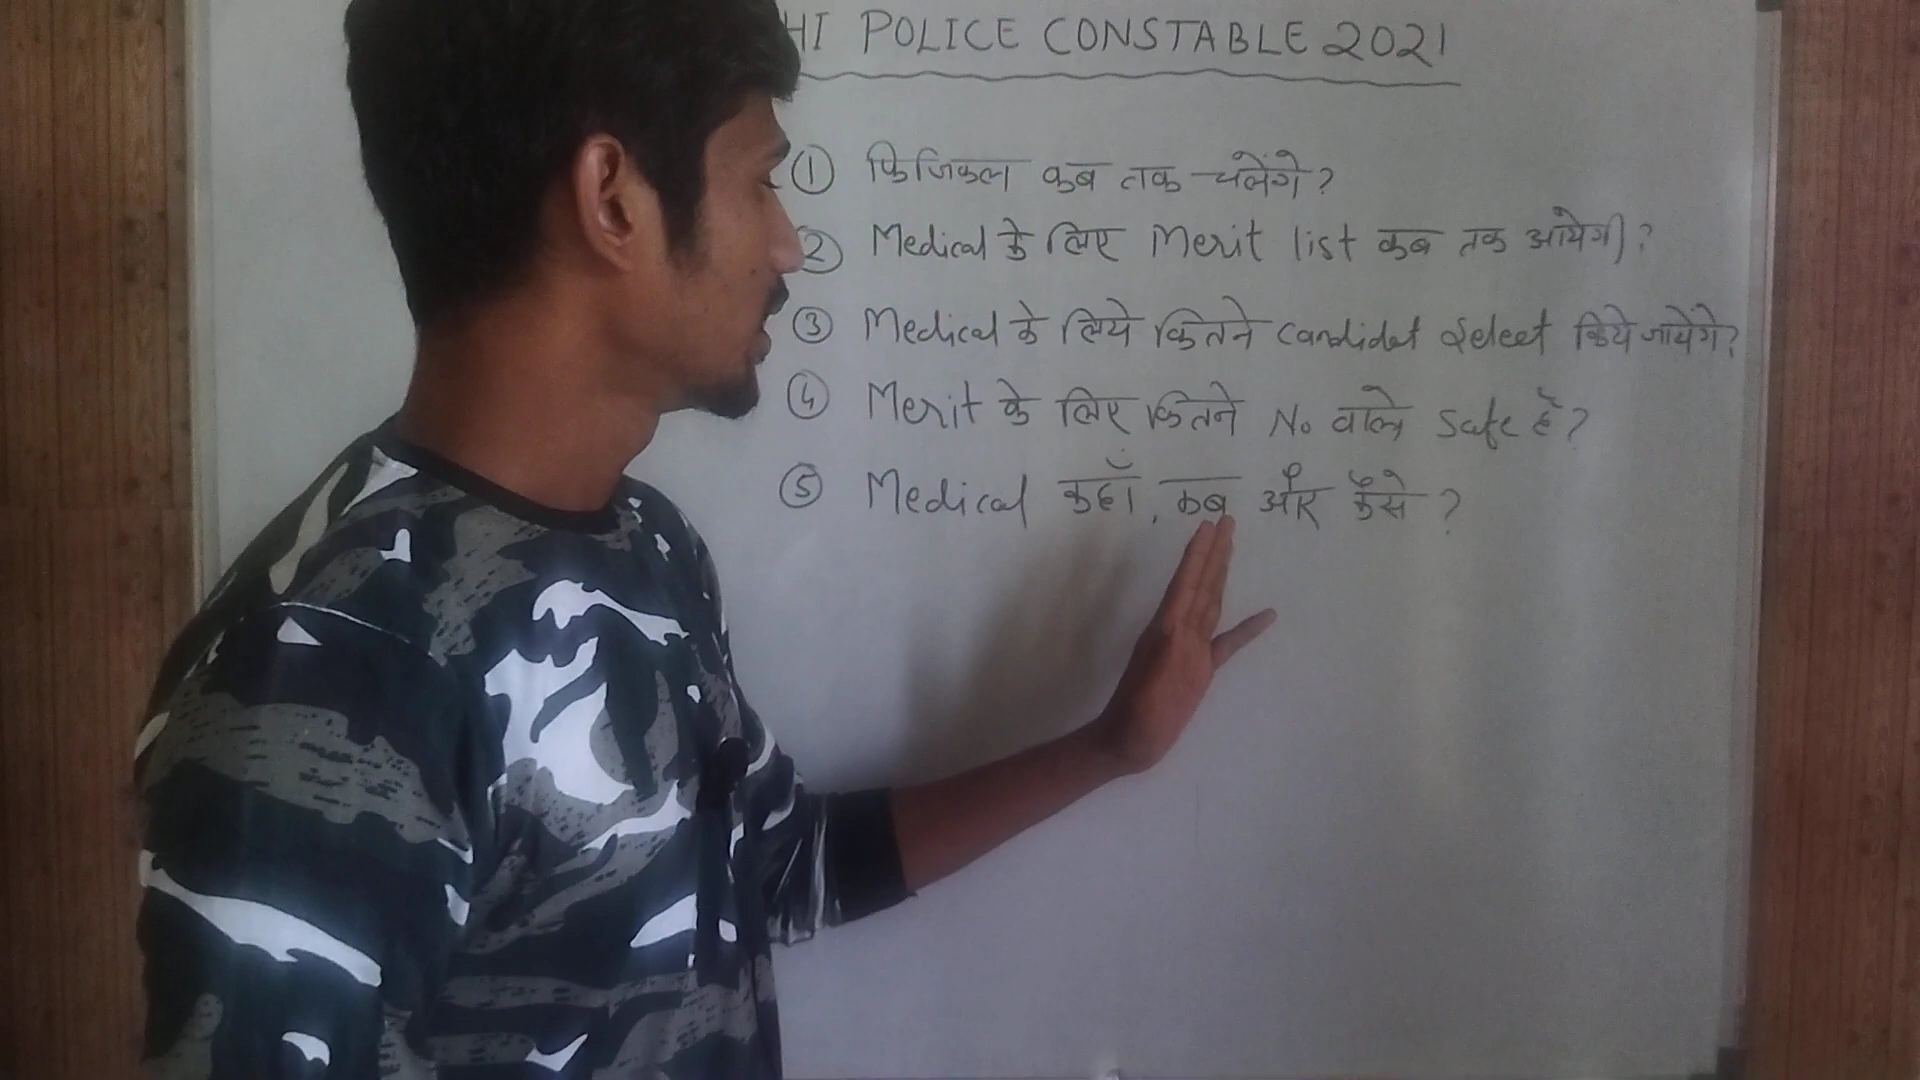 HI POLICE CONSTABLE 2021
① फिजिकल कब तक चलेंगे?
② Medical के लिए Merit list कब तक आयेगी?
③ Medical के लिये कितने Candidat Select किये जायेंगे?
④ Merit के लिए कितने No वाले Safe हैं?
⑤ Medical कहाँ, कब और कैसे?